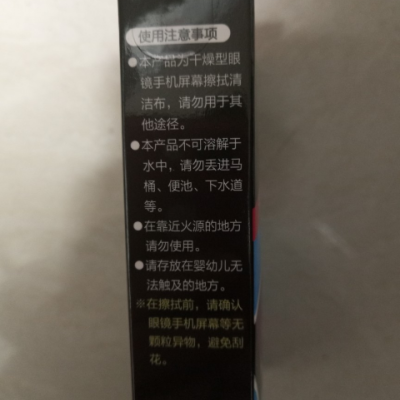 使用注意事项
●本产品为干燥型眼
镜手机屏幕擦拭清
洁布，请勿用于其
他途径。
●本产品不可溶解于
水中，请勿丢进马
桶、便池、下水道
等。
●在靠近火源的地方
请勿使用。
●请存放在婴幼儿无
法触及的地方。
※在擦拭前，请确认
眼镜手机屏幕等无
颗粒异物，避免刮
花。